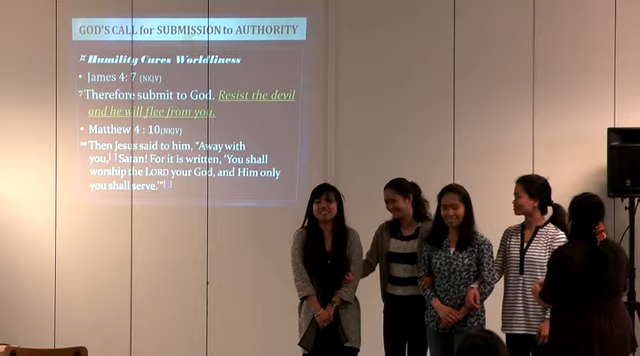 GOD'S CALL for SUBMISSION to AUTHORITY
Humility Cures Worldliness
• James 4: 7 (NKJV)
7 Therefore submit to God. Resist the devil
and he will flee from you.
• Matthew 4 : 10(NKJV)
10 Then Jesus said to him, “Away with
you,[ ] Satan! For it is written, ‘You shall
worship the LORD your God, and Him only
you shall serve.’”[ ]